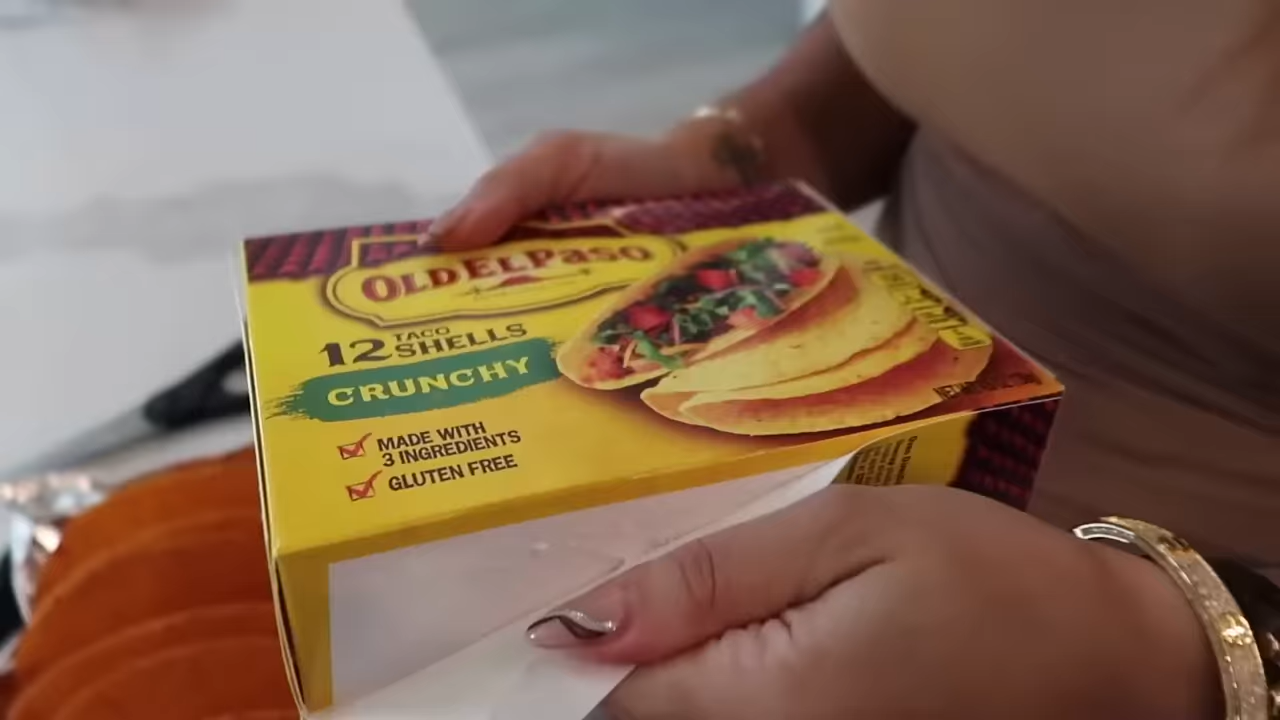 OLD EL PASO
12 TACO
SHELLS
CRUNCHY
MADE WITH
3 INGREDIENTS
GLUTEN FREE